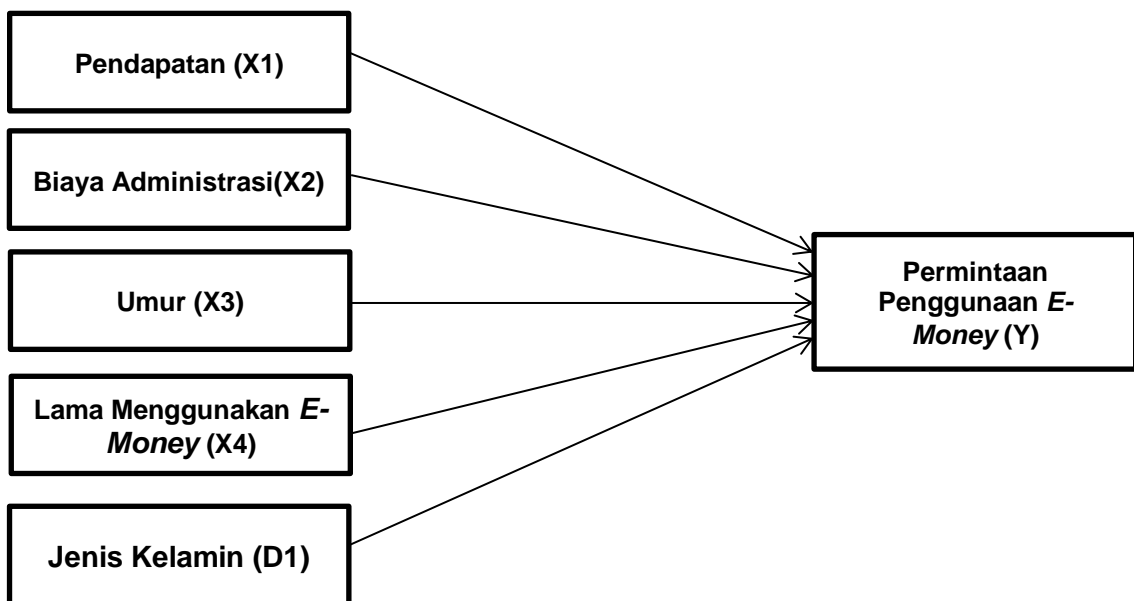 Pendapatan (X1)
Biaya Administrasi(X2)
Umur (X3)
Lama Menggunakan E-
Money (X4)
Jenis Kelamin (D1)
Permintaan
Penggunaan E-
Money (Y)